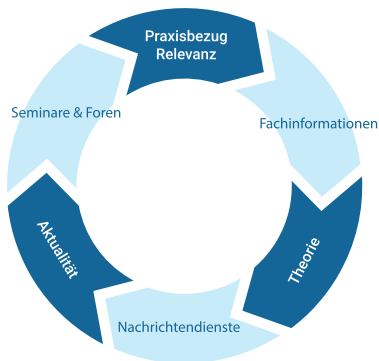 Praxisbezug
Relevanz
Fachinformationen
Theorie
Nachrichtendienste
Aktualität
Seminare & Foren